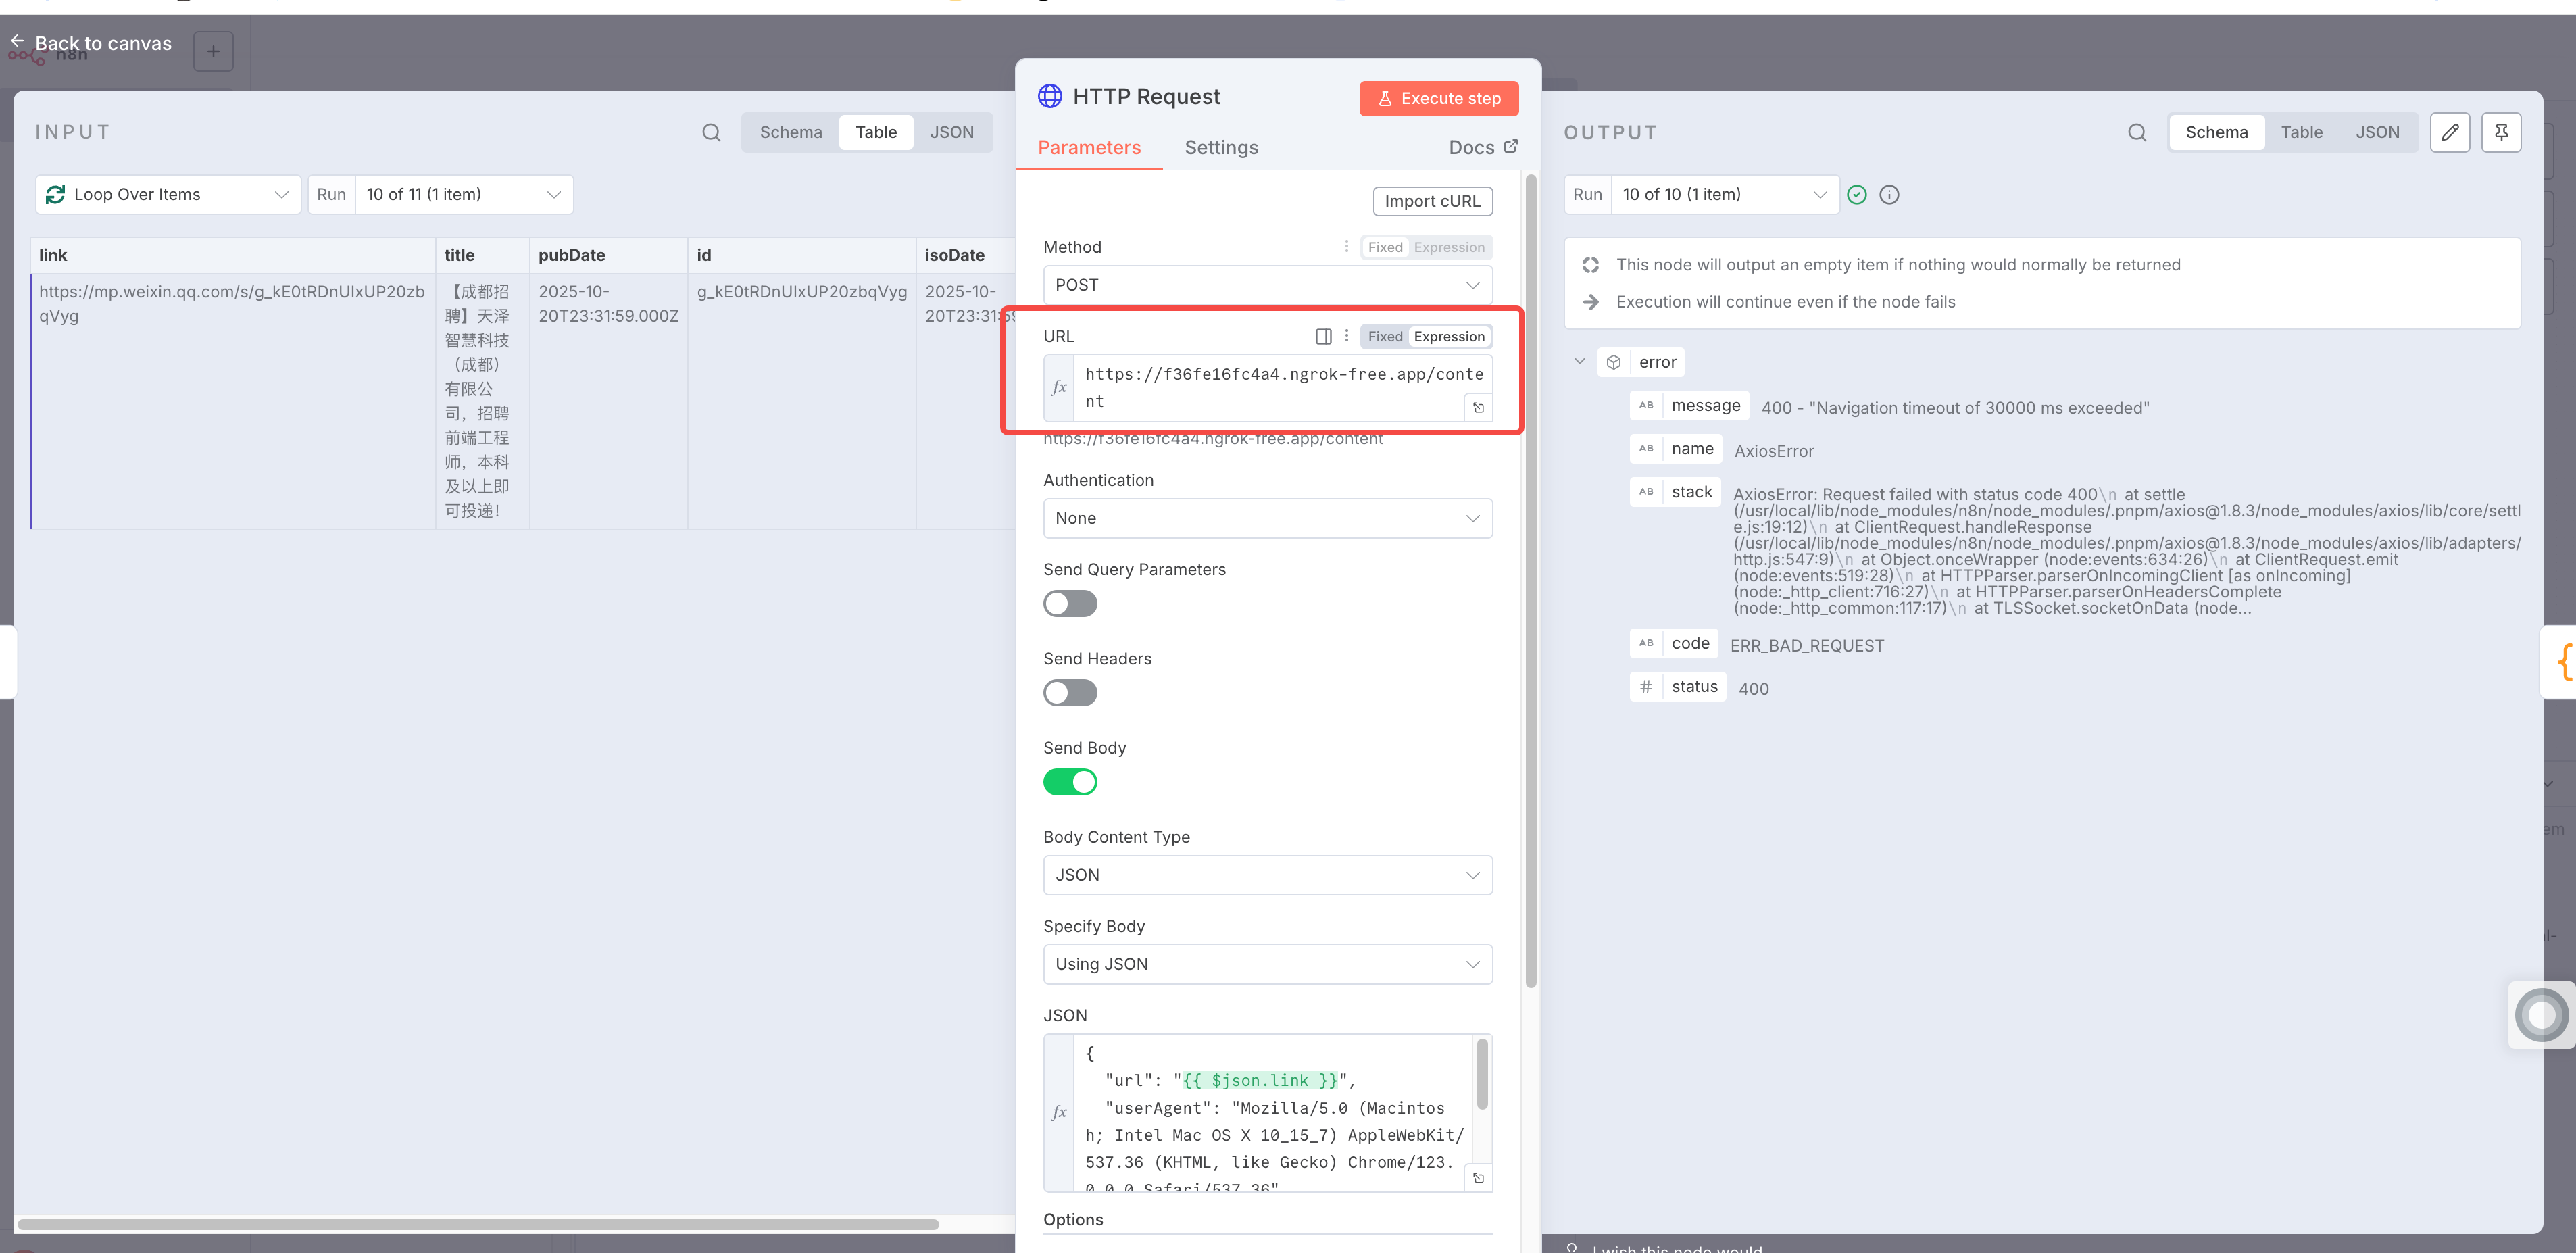 Back to canvas
n8n
INPUT
Schema
Table
JSON
Loop Over Items
Run
10 of 11 (1 item)
link
title
pubDate
id
isoDate
https://mp.weixin.qq.com/s/g_kE0tRDnUIxUP20zb
qVyg
【成都招
聘】天泽
智慧科技
（成都）
有限公
司，招聘
前端工程
师，本科
及以上即
可投递！
2025-10-
20T23:31:59.000Z
g_kE0tRDnUIxUP20zbqVyg
2025-10-
20T23:31:59
HTTP Request
Execute step
Parameters
Settings
Docs
Import cURL
Method
Fixed
Expression
POST
URL
Fixed
Expression
fx
https://f36fe16fc4a4.ngrok-free.app/conte
nt
https://f36fe16fc4a4.ngrok-free.app/content
Authentication
None
Send Query Parameters
Send Headers
Send Body
Body Content Type
JSON
Specify Body
Using JSON
JSON
fx
{
"url": "{{ $json.link }}",
"userAgent": "Mozilla/5.0 (Macintos
h; Intel Mac OS X 10_15_7) AppleWebKit/
537.36 (KHTML, like Gecko) Chrome/123.
0.0.0 Safari/537.36"
Options
OUTPUT
Schema
Table
JSON
Run
10 of 10 (1 item)
This node will output an empty item if nothing would normally be returned
Execution will continue even if the node fails
error
AB
message
400 - "Navigation timeout of 30000 ms exceeded"
AB
name
AxiosError
AB
stack
AxiosError: Request failed with status code 400\n at settle
(/usr/local/lib/node_modules/n8n/node_modules/.pnpm/axios@1.8.3/node_modules/axios/lib/core/settl
e.js:19:12)\n at ClientRequest.handleResponse
(/usr/local/lib/node_modules/n8n/node_modules/.pnpm/axios@1.8.3/node_modules/axios/lib/adapters/
http.js:547:9)\n at Object.onceWrapper (node:events:634:26)\n at ClientRequest.emit
(node:events:519:28)\n at HTTPParser.parserOnIncomingClient [as onIncoming]
(node:_http_client:716:27)\n at HTTPParser.parserOnHeadersComplete
(node:_http_common:117:17)\n at TLSSocket.socketOnData (node...
AB
code
ERR_BAD_REQUEST
#
status
400
{
I wish this node would